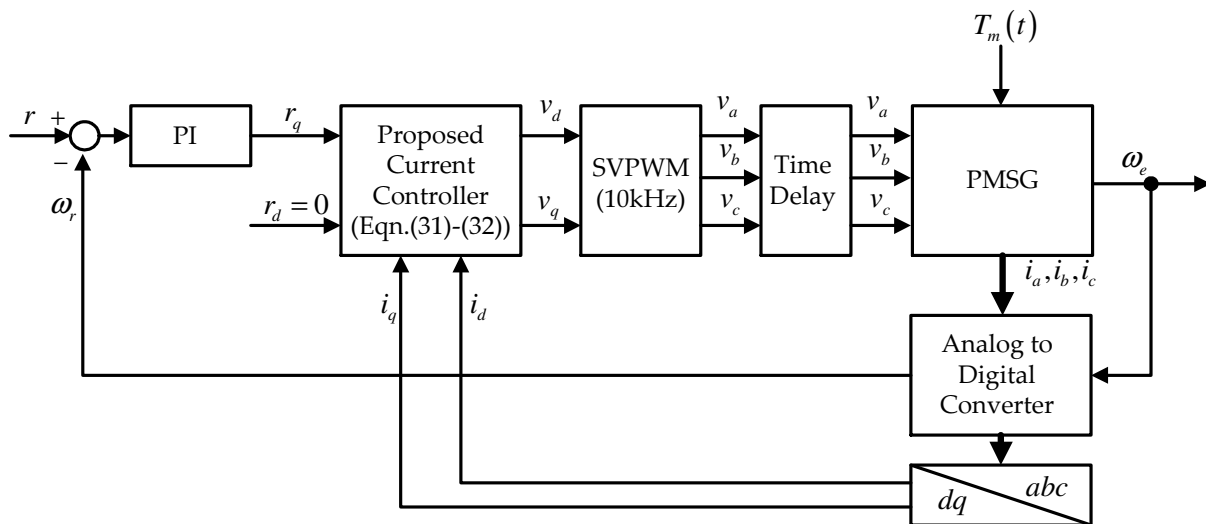 T_m(t)
r
+
−
PI
r_q
r_d = 0
Proposed
Current
Controller
(Eqn.(31)-(32))
v_d
v_q
SVPWM
(10kHz)
v_a
v_b
v_c
Time
Delay
v_a
v_b
v_c
PMSG
ω_e
ω_r
i_q
i_d
i_a,i_b,i_c
Analog to
Digital
Converter
abc
dq